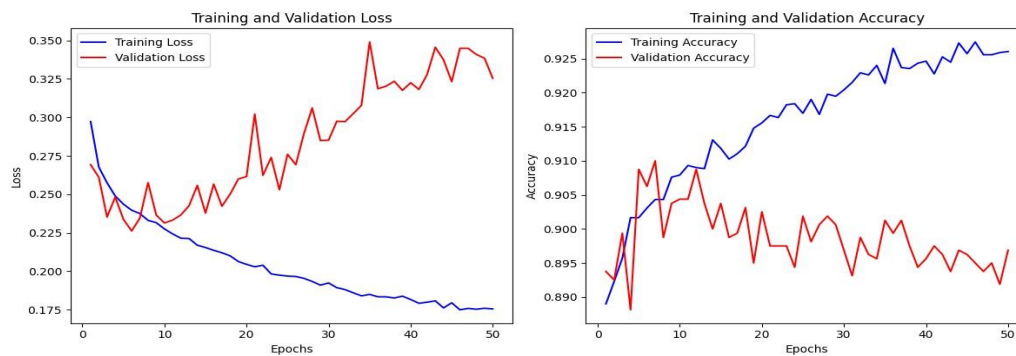 Training and Validation Loss
Training Loss
Validation Loss
0.350
0.325
0.300
0.275
0.250
0.225
0.200
0.175
Loss
0 10 20 30 40 50
Epochs
Training and Validation Accuracy
Training Accuracy
Validation Accuracy
0.925
0.920
0.915
0.910
0.905
0.900
0.895
0.890
Accuracy
0 10 20 30 40 50
Epochs